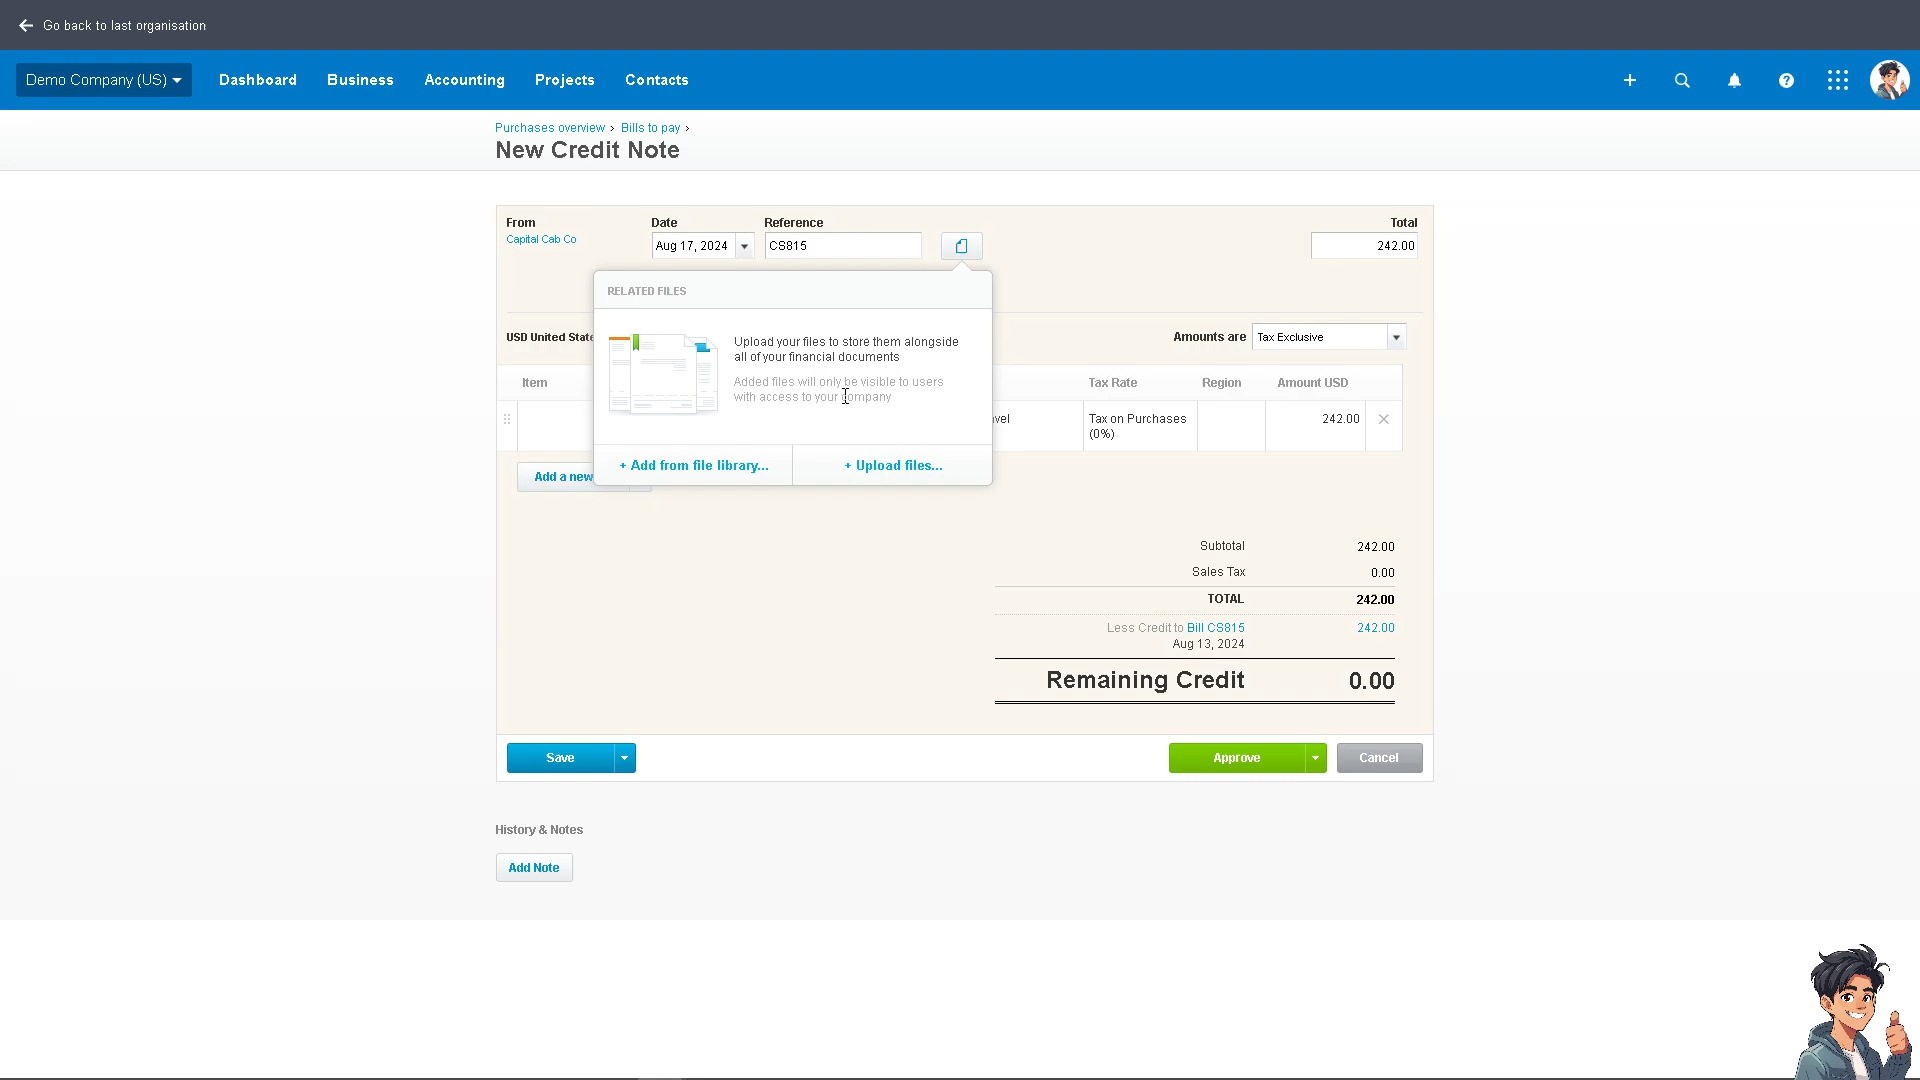 Go back to last organisation
Demo Company (US)
Dashboard
Business
Accounting
Projects
Contacts
Purchases overview › Bills to pay ›
New Credit Note
From
Date
Reference
Total
Capital Cab Co
Aug 17, 2024
CS815
242.00
RELATED FILES
Upload your files to store them alongside
all of your financial documents
Added files will only be visible to users
with access to your company
+ Add from file library...
+ Upload files...
USD United State
Amounts are
Tax Exclusive
Item
Tax Rate
Region
Amount USD
Tax on Purchases
(0%)
242.00
Add a new
Subtotal
242.00
Sales Tax
0.00
TOTAL
242.00
Less Credit to Bill CS815
242.00
Aug 13, 2024
Remaining Credit
0.00
Save
Approve
Cancel
History & Notes
Add Note